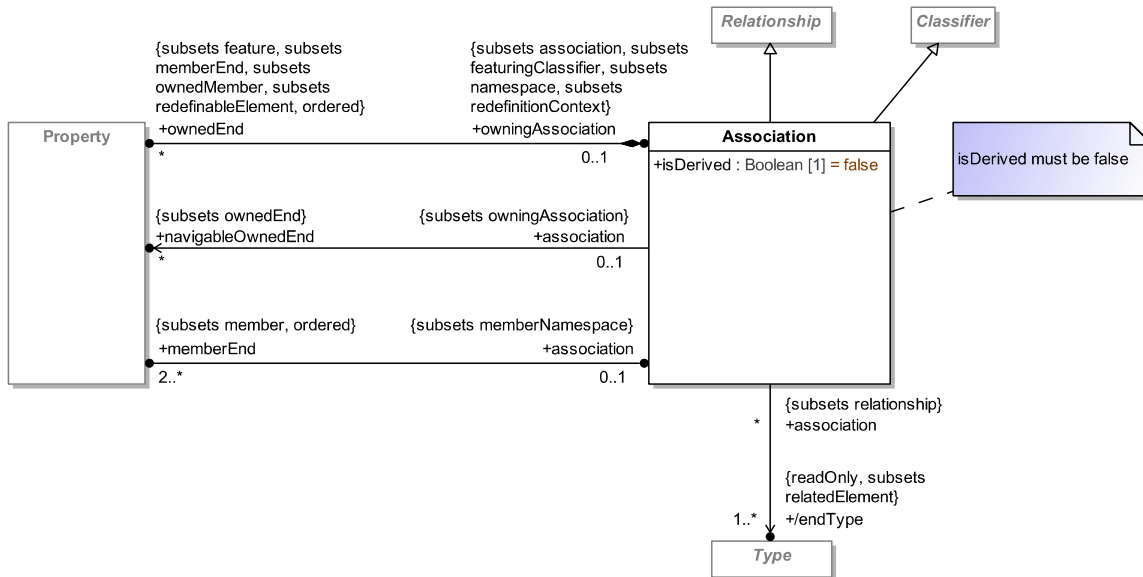 Relationship
Classifier
{subsets feature, subsets
memberEnd, subsets
ownedMember, subsets
redefinableElement, ordered}
+ownedEnd
*
{subsets association, subsets
featuringClassifier, subsets
namespace, subsets
redefinitionContext}
+owningAssociation
0..1
Property
Association
+isDerived : Boolean [1] = false
isDerived must be false
{subsets ownedEnd}
+navigableOwnedEnd
*
{subsets owningAssociation}
+association
0..1
{subsets member, ordered}
+memberEnd
2..*
{subsets memberNamespace}
+association
0..1
{subsets relationship}
* +association
{readOnly, subsets
relatedElement}
1..* +/endType
Type